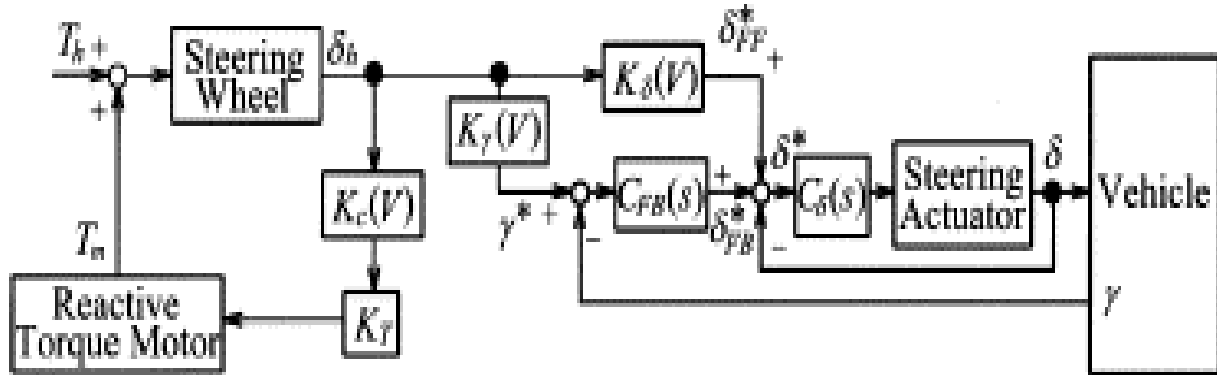 T_h +
+
Steering
Wheel
δ_h
K_δ(V)
δ*_FF
+
K_γ(V)
K_c(V)
γ* +
-
C_FB(s)
+
δ*_FB
δ*
-
C_δ(s)
Steering
Actuator
δ
Vehicle
γ
T_m
Reactive
Torque Motor
K_T